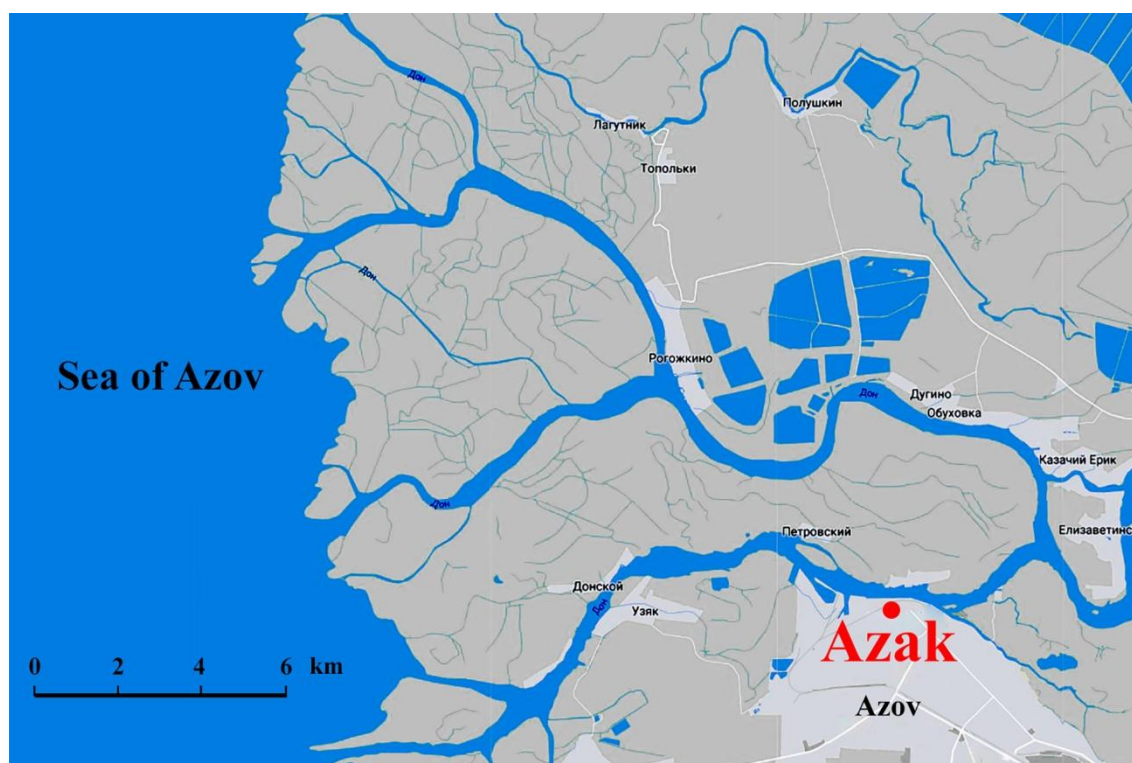 Дон
Лагутник
Полушкин
Топольки
Дон
Sea of Azov
Рогожкино
Дон
Дугино
Обуховка
Казачий Ерик
Дон
Петровский
Елизаветинс
Донской
Дон
Узяк
Azak
0 2 4 6 km
Azov